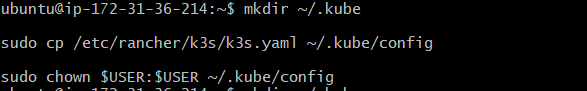 ubuntu@ip-172-31-36-214:~$ mkdir ~/.kube
sudo cp /etc/rancher/k3s/k3s.yaml ~/.kube/config
sudo chown $USER:$USER ~/.kube/config